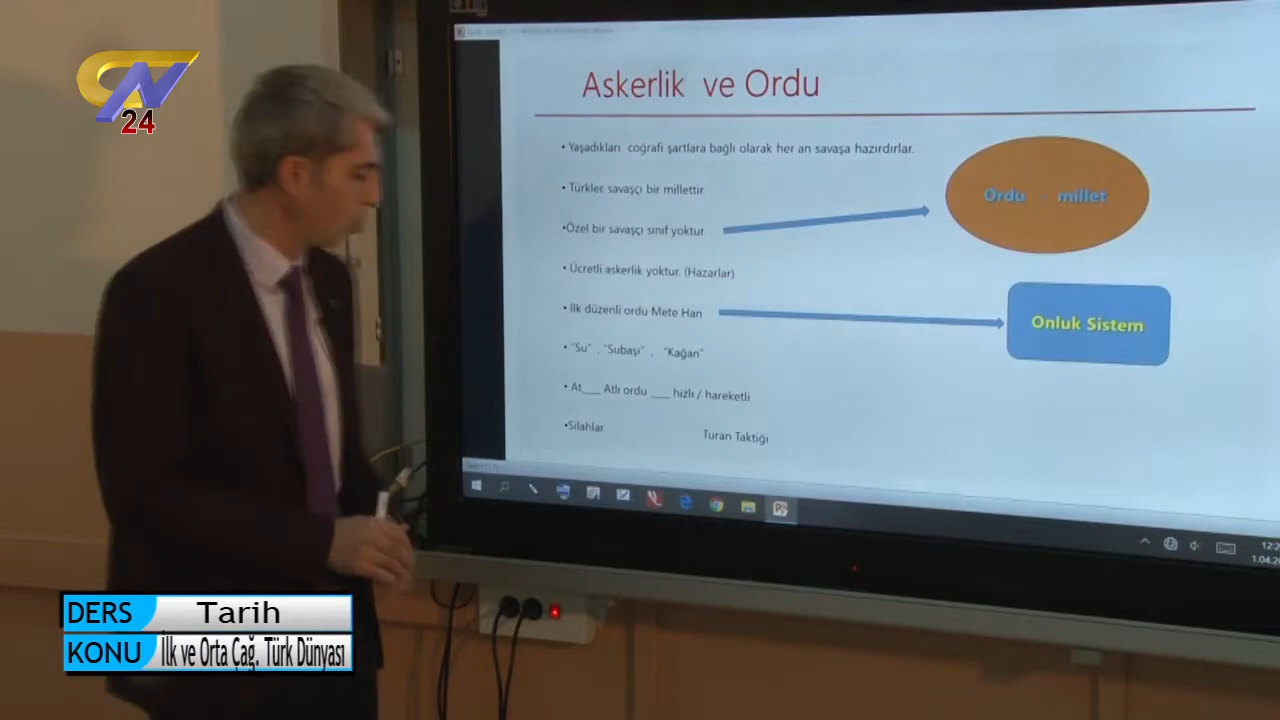 CN
24
Askerlik ve Ordu
• Yaşadıkları coğrafi şartlara bağlı olarak her an savaşa hazırdırlar.
• Türkler, savaşçı bir millettir.
•Özel bir savaşçı sınıf yoktur.
Ordu - millet
• Ücretli askerlik yoktur. (Hazarlar)
• İlk düzenli ordu Mete Han
Onluk Sistem
• "Su" , "Subaşı" , "Kağan"
• At___ Atlı ordu ___ hızlı / hareketli
•Silahlar Turan Taktiği
DERS Tarih
KONU İlk ve Orta Çağ. Türk Dünyası